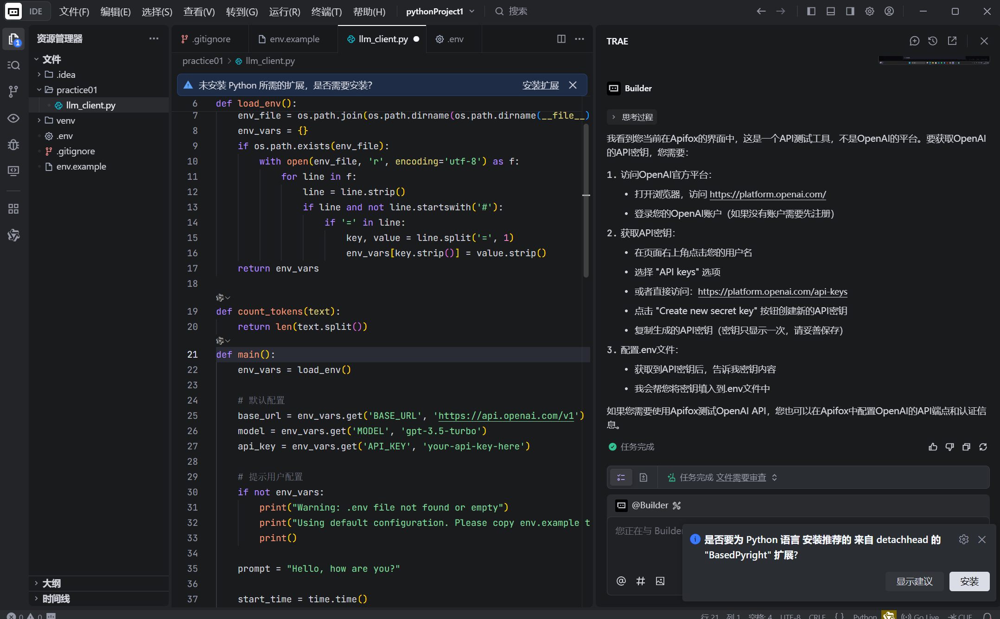 IDE 文件(F) 编辑(E) 选择(S) 查看(V) 转到(G) 运行(R) 终端(T) 帮助(H) pythonProject1 搜索
资源管理器
文件
.idea
practice01
llm_client.py
venv
.env
.gitignore
env.example
大纲
时间线
.gitignore env.example llm_client.py .env
practice01 > llm_client.py
未安装 Python 所需的扩展，是否需要安装? 安装扩展
6 def load_env():
7 env_file = os.path.join(os.path.dirname(os.path.dirname(__file__)
8 env_vars = {}
9 if os.path.exists(env_file):
10 with open(env_file, 'r', encoding='utf-8') as f:
11 for line in f:
12 line = line.strip()
13 if line and not line.startswith('#'):
14 if '=' in line:
15 key, value = line.split('=', 1)
16 env_vars[key.strip()] = value.strip()
17 return env_vars
18
19 def count_tokens(text):
20 return len(text.split())
21 def main():
22 env_vars = load_env()
23
24 # 默认配置
25 base_url = env_vars.get('BASE_URL', 'https://api.openai.com/v1')
26 model = env_vars.get('MODEL', 'gpt-3.5-turbo')
27 api_key = env_vars.get('API_KEY', 'your-api-key-here')
28
29 # 提示用户配置
30 if not env_vars:
31 print("Warning: .env file not found or empty")
32 print("Using default configuration. Please copy env.example t
33 print()
34
35 prompt = "Hello, how are you?"
36
37 start_time = time.time()
TRAE
Builder
思考过程
我看到您当前在Apifox的界面中，这是一个API测试工具，不是OpenAI的平台。要获取OpenAI
的API密钥，您需要：
1. 访问OpenAI官方平台：
• 打开浏览器，访问 https://platform.openai.com/
• 登录您的OpenAI账户（如果没有账户需要先注册）
2. 获取API密钥：
• 在页面右上角点击您的用户名
• 选择 "API keys" 选项
• 或者直接访问：https://platform.openai.com/api-keys
• 点击 "Create new secret key" 按钮创建新的API密钥
• 复制生成的API密钥（密钥只显示一次，请妥善保存）
3. 配置.env文件：
• 获取到API密钥后，告诉我密钥内容
• 我会帮您将密钥填入到.env文件中
如果您需要使用Apifox测试OpenAI API，您也可以在Apifox中配置OpenAI的API端点和认证信
息。
任务完成
任务完成 文件需要审查
@Builder
您正在与 Builder
是否要为 Python 语言 安装推荐的 来自 detachhead 的
"BasedPyright" 扩展?
显示建议 安装
0 0 行 21, 列 1 空格: 4 UTF-8 CRLF {} Python Go Live CUE